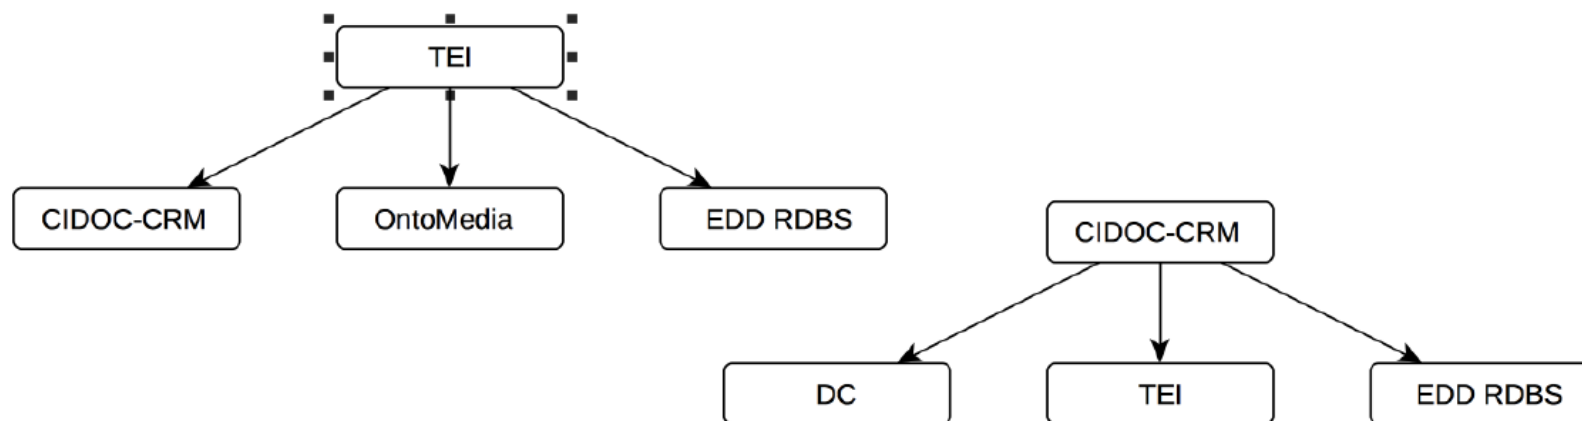 TEI
CIDOC-CRM
OntoMedia
EDD RDBS
CIDOC-CRM
DC
TEI
EDD RDBS